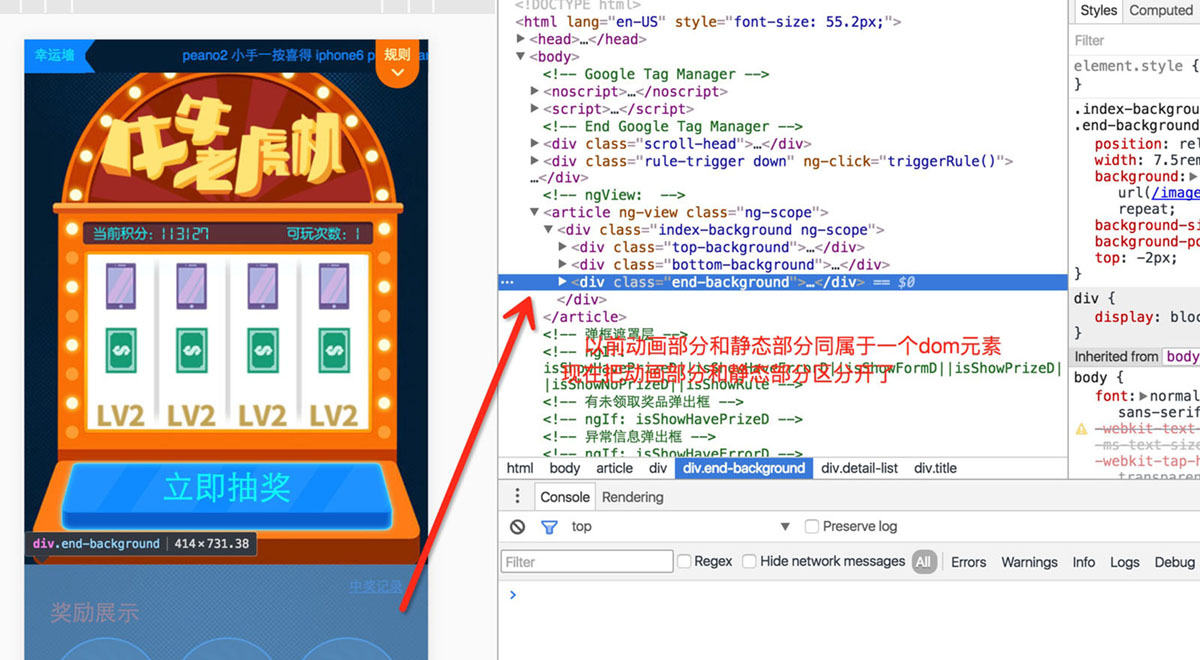 幸运墙
peano2 小手一按喜得 iphone6 p
规则
牛牛老虎机
当前积分: 113127
可玩次数: 1
LV2 LV2 LV2 LV2
立即抽奖
div.end-background 414×731.38
中奖记录
奖励展示
<!DOCTYPE html>
<html lang="en-US" style="font-size: 55.2px;">
<head>…</head>
<body>
<!-- Google Tag Manager -->
<noscript>…</noscript>
<script>…</script>
<!-- End Google Tag Manager -->
<div class="scroll-head">…</div>
<div class="rule-trigger down" ng-click="triggerRule()">
…</div>
<!-- ngView: -->
<article ng-view class="ng-scope">
<div class="index-background ng-scope">
<div class="top-background">…</div>
<div class="bottom-background">…</div>
<div class="end-background">…</div> == $0
</div>
</article>
<!-- 弹框遮罩层 -->
以前动画部分和静态部分同属于一个dom元素
<!-- ngIf:
现在把动画部分和静态部分区分开了
isShowHavePrizeD||isShowHaveErrorD||isShowFormD||isShowPrizeD|
|isShowNoPrizeD||isShowRule -->
<!-- 有未领取奖品弹出框 -->
<!-- ngIf: isShowHavePrizeD -->
<!-- 异常信息弹出框 -->
<!-- ngIf: isShowHaveErrorD -->
html body article div div.end-background div.detail-list div.title
Console Rendering
top Preserve log
Filter Regex Hide network messages All Errors Warnings Info Logs Debug
Styles Computed
Filter
element.style {
}
.index-backgrou
.end-background
position: rel
width: 7.5rem
background:
url(/image
repeat;
background-si
background-po
top: -2px;
}
div {
display: bloc
}
Inherited from body
body {
font: normal
sans-serif
-webkit-text-
-ms-text-size
-webkit-tap-h
transparen